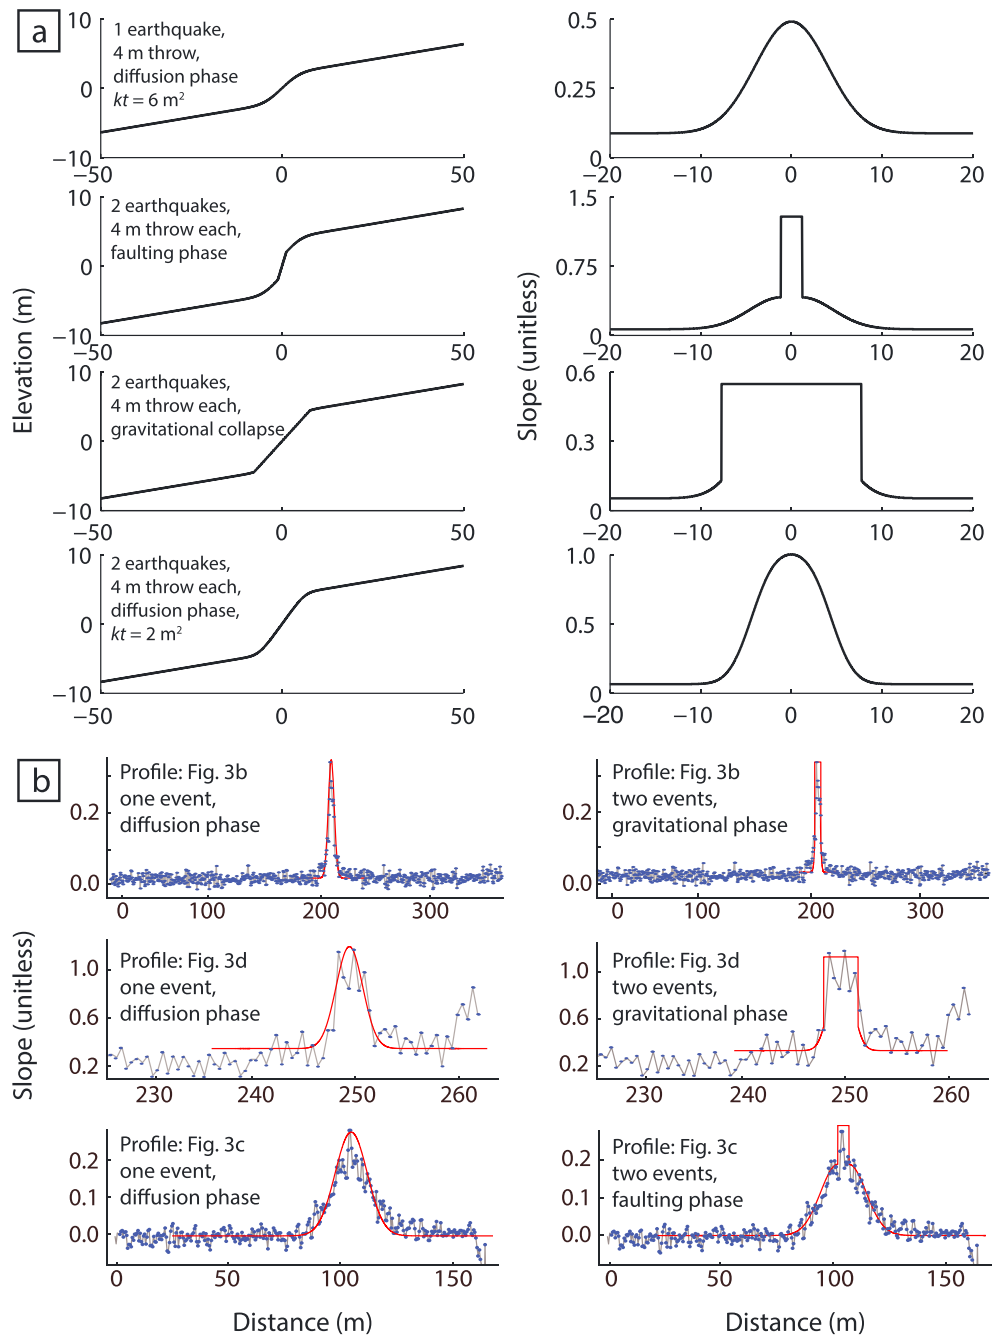 a
1 earthquake,
4 m throw,
diffusion phase
kt = 6 m²
10
0
−10
−50
0
50
0.5
0.25
0
−20
−10
0
10
20
2 earthquakes,
4 m throw each,
faulting phase
10
0
−10
−50
0
50
1.5
0.75
0
−20
−10
0
10
20
2 earthquakes,
4 m throw each,
gravitational collapse
10
0
−10
−50
0
50
0.6
0.3
0
−20
−10
0
10
20
2 earthquakes,
4 m throw each,
diffusion phase,
kt = 2 m²
10
0
−10
−50
0
50
1.0
0.5
0
−20
−10
0
10
20
Elevation (m)
Slope (unitless)
b
Profile: Fig. 3b
one event,
diffusion phase
0.2
0.0
0
100
200
300
Profile: Fig. 3b
two events,
gravitational phase
0.2
0.0
0
100
200
300
Profile: Fig. 3d
one event,
diffusion phase
1.0
0.6
0.2
230
240
250
260
Profile: Fig. 3d
two events,
gravitational phase
1.0
0.6
0.2
230
240
250
260
Profile: Fig. 3c
one event,
diffusion phase
0.2
0.1
0.0
0
50
100
150
Profile: Fig. 3c
two events,
faulting phase
0.2
0.1
0.0
0
50
100
150
Slope (unitless)
Distance (m)
Distance (m)